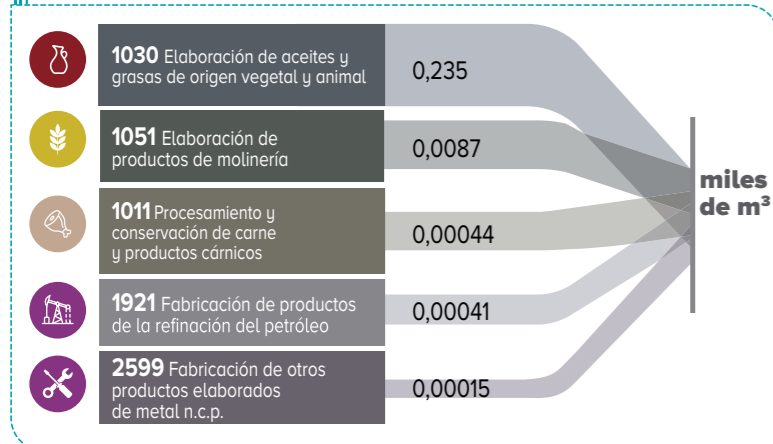 1030 Elaboración de aceites y
grasas de origen vegetal y animal
0,235
1051 Elaboración de
productos de molinería
0,0087
1011 Procesamiento y
conservación de carne
y productos cárnicos
0,00044
1921 Fabricación de productos
de la refinación del petróleo
0,00041
2599 Fabricación de otros
productos elaborados
de metal n.c.p.
0,00015
miles
de m³